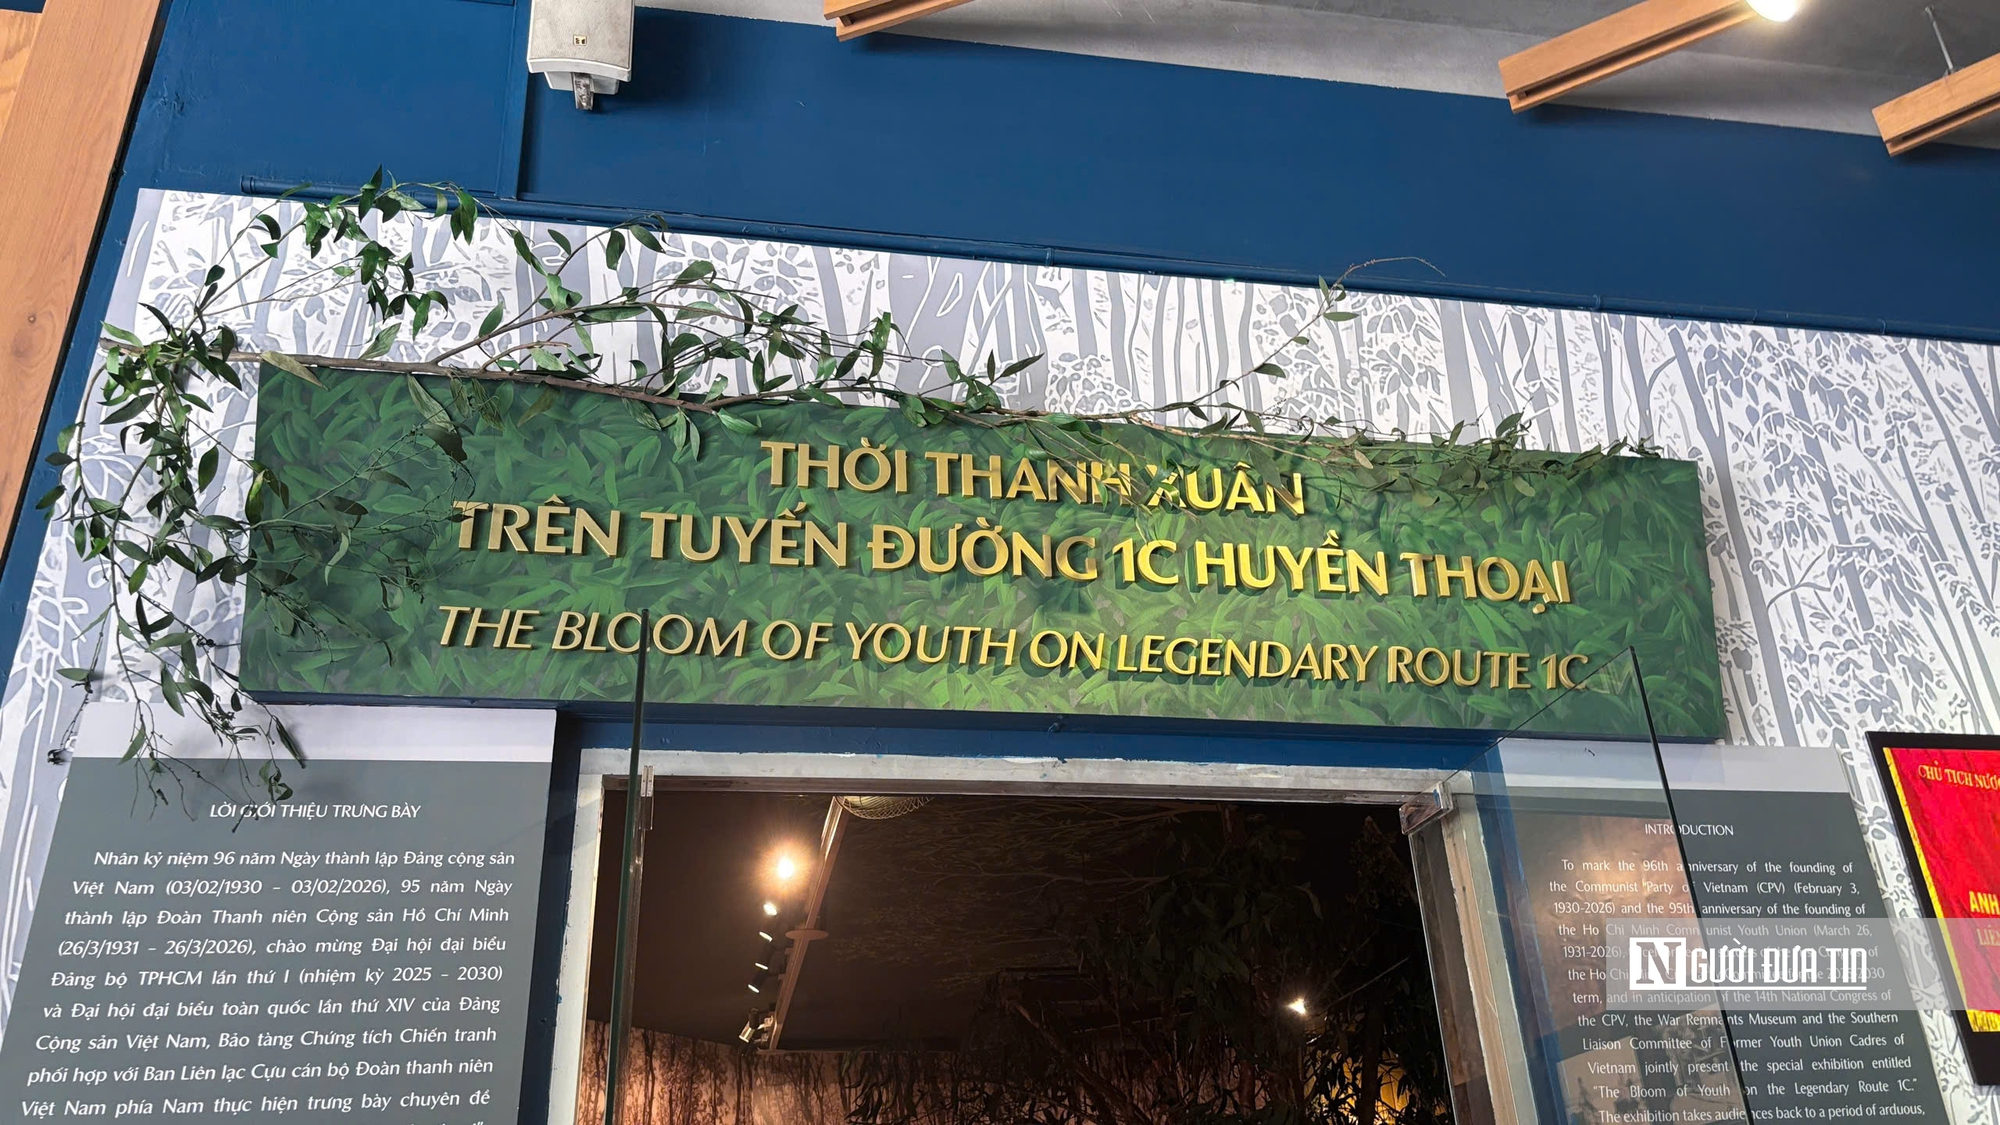 THỜI THANH XUÂN
TRÊN TUYẾN ĐƯỜNG 1C HUYỀN THOẠI
THE BLOOM OF YOUTH ON LEGENDARY ROUTE 1C
LỜI GIỚI THIỆU TRƯNG BÀY
Nhân kỷ niệm 96 năm Ngày thành lập Đảng cộng sản
Việt Nam (03/02/1930 – 03/02/2026), 95 năm Ngày
thành lập Đoàn Thanh niên Cộng sản Hồ Chí Minh
(26/3/1931 – 26/3/2026), chào mừng Đại hội đại biểu
Đảng bộ TPHCM lần thứ I (nhiệm kỳ 2025 – 2030)
và Đại hội đại biểu toàn quốc lần thứ XIV của Đảng
Cộng sản Việt Nam, Bảo tàng Chứng tích Chiến tranh
phối hợp với Ban Liên lạc Cựu cán bộ Đoàn thanh niên
Việt Nam phía Nam thực hiện trưng bày chuyên đề
INTRODUCTION
To mark the 96th anniversary of the founding of
the Communist Party of Vietnam (CPV) (February 3,
1930-2026) and the 95th anniversary of the founding of
the Ho Chi Minh Communist Youth Union (March 26,
1931-2026), of
the Ho Chi 2025-2030
term, and in anticipation of the 14th National Congress of
the CPV, the War Remnants Museum and the Southern
Liaison Committee of Former Youth Union Cadres of
Vietnam jointly present the special exhibition entitled
"The Bloom of Youth on the Legendary Route 1C."
The exhibition takes audiences back to a period of arduous,
CHỦ TỊCH NƯỚC
ANH
LIÊ
NGƯỜI ĐƯA TIN